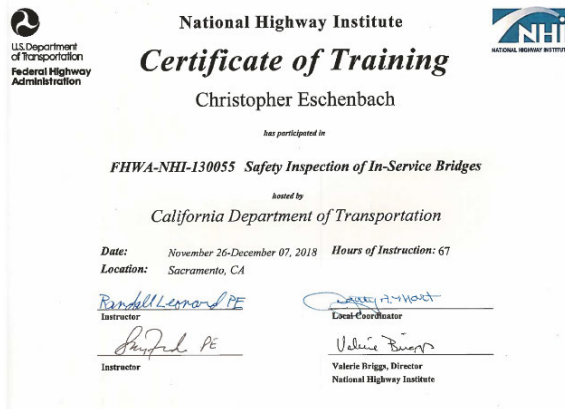 National Highway Institute
U.S. Department
of Transportation
Federal Highway
Administration
NHI
NATIONAL HIGHWAY INSTITUTE
Certificate of Training
Christopher Eschenbach
has participated in
FHWA-NHI-130055 Safety Inspection of In-Service Bridges
hosted by
California Department of Transportation
Date: November 26-December 07, 2018 Hours of Instruction: 67
Location: Sacramento, CA
Randall Leonard PE
Instructor
Local Coordinator
PE
Instructor
Valerie Briggs
Valerie Briggs, Director
National Highway Institute